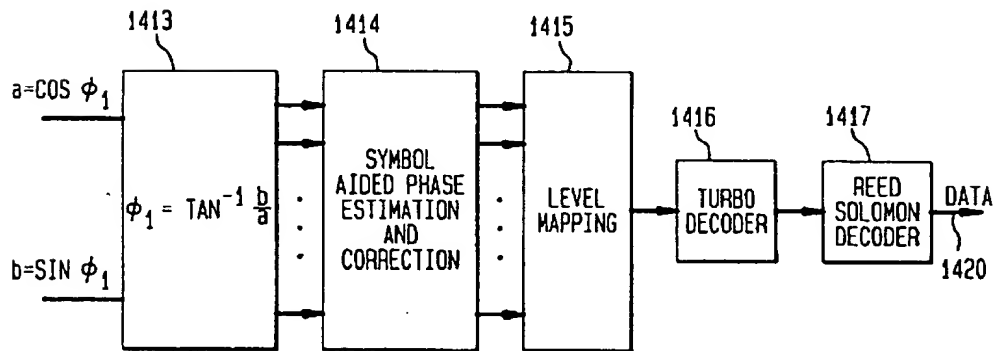 1413
1414
1415
1416
1417
a=COS ϕ₁
b=SIN ϕ₁
ϕ₁ = TAN⁻¹ b/a
SYMBOL
AIDED PHASE
ESTIMATION
AND
CORRECTION
LEVEL
MAPPING
TURBO
DECODER
REED
SOLOMON
DECODER
DATA
1420